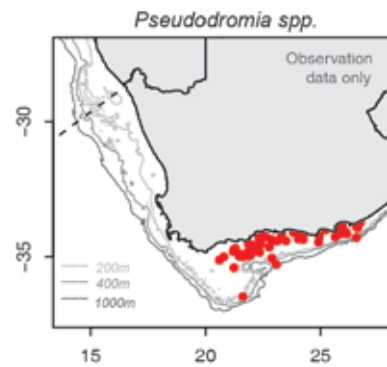 Pseudodromia spp.
Observation
data only
−30
−35
200m
400m
1000m
15
20
25